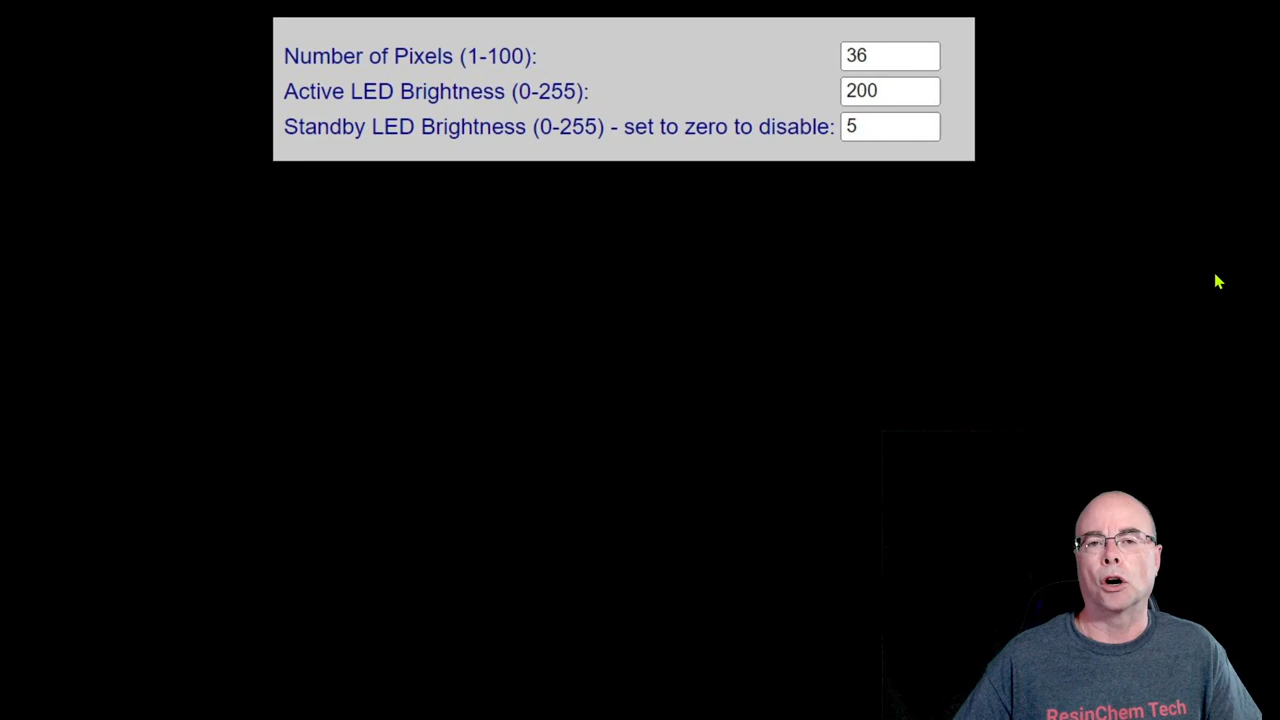 Number of Pixels (1-100): 36
Active LED Brightness (0-255): 200
Standby LED Brightness (0-255) - set to zero to disable: 5
ResinChem Tech